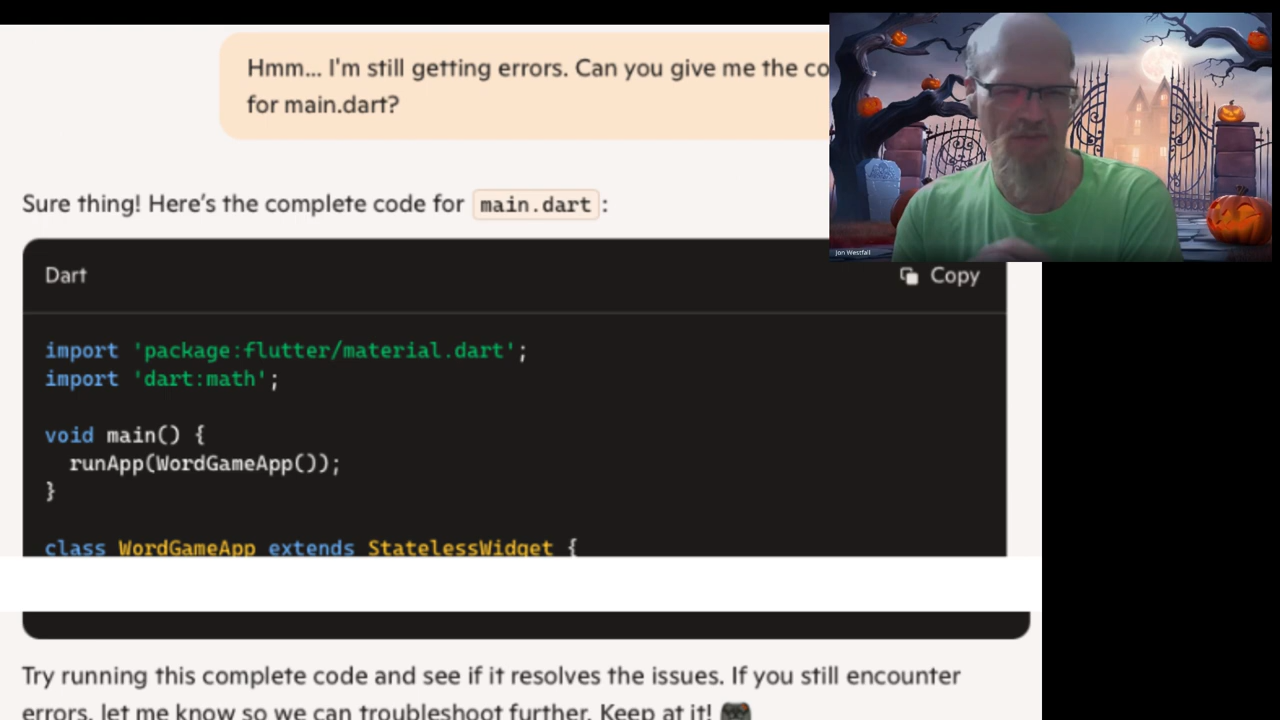 Hmm... I'm still getting errors. Can you give me the co
for main.dart?
Jon Westfall
Sure thing! Here's the complete code for main.dart:
Dart
Copy
import 'package:flutter/material.dart';
import 'dart:math';
void main() {
runApp(WordGameApp());
}
class WordGameApp extends StatelessWidget {
Try running this complete code and see if it resolves the issues. If you still encounter
errors, let me know so we can troubleshoot further. Keep at it! 🎮